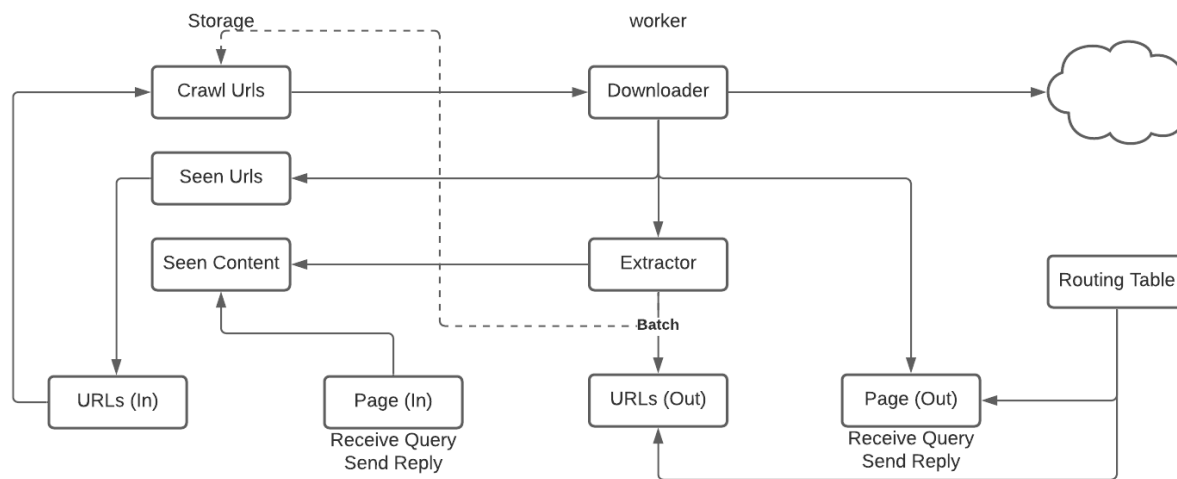 Storage
worker
Crawl Urls
Downloader
Seen Urls
Seen Content
Extractor
Routing Table
Batch
URLs (In)
Page (In)
URLs (Out)
Page (Out)
Receive Query
Send Reply
Receive Query
Send Reply